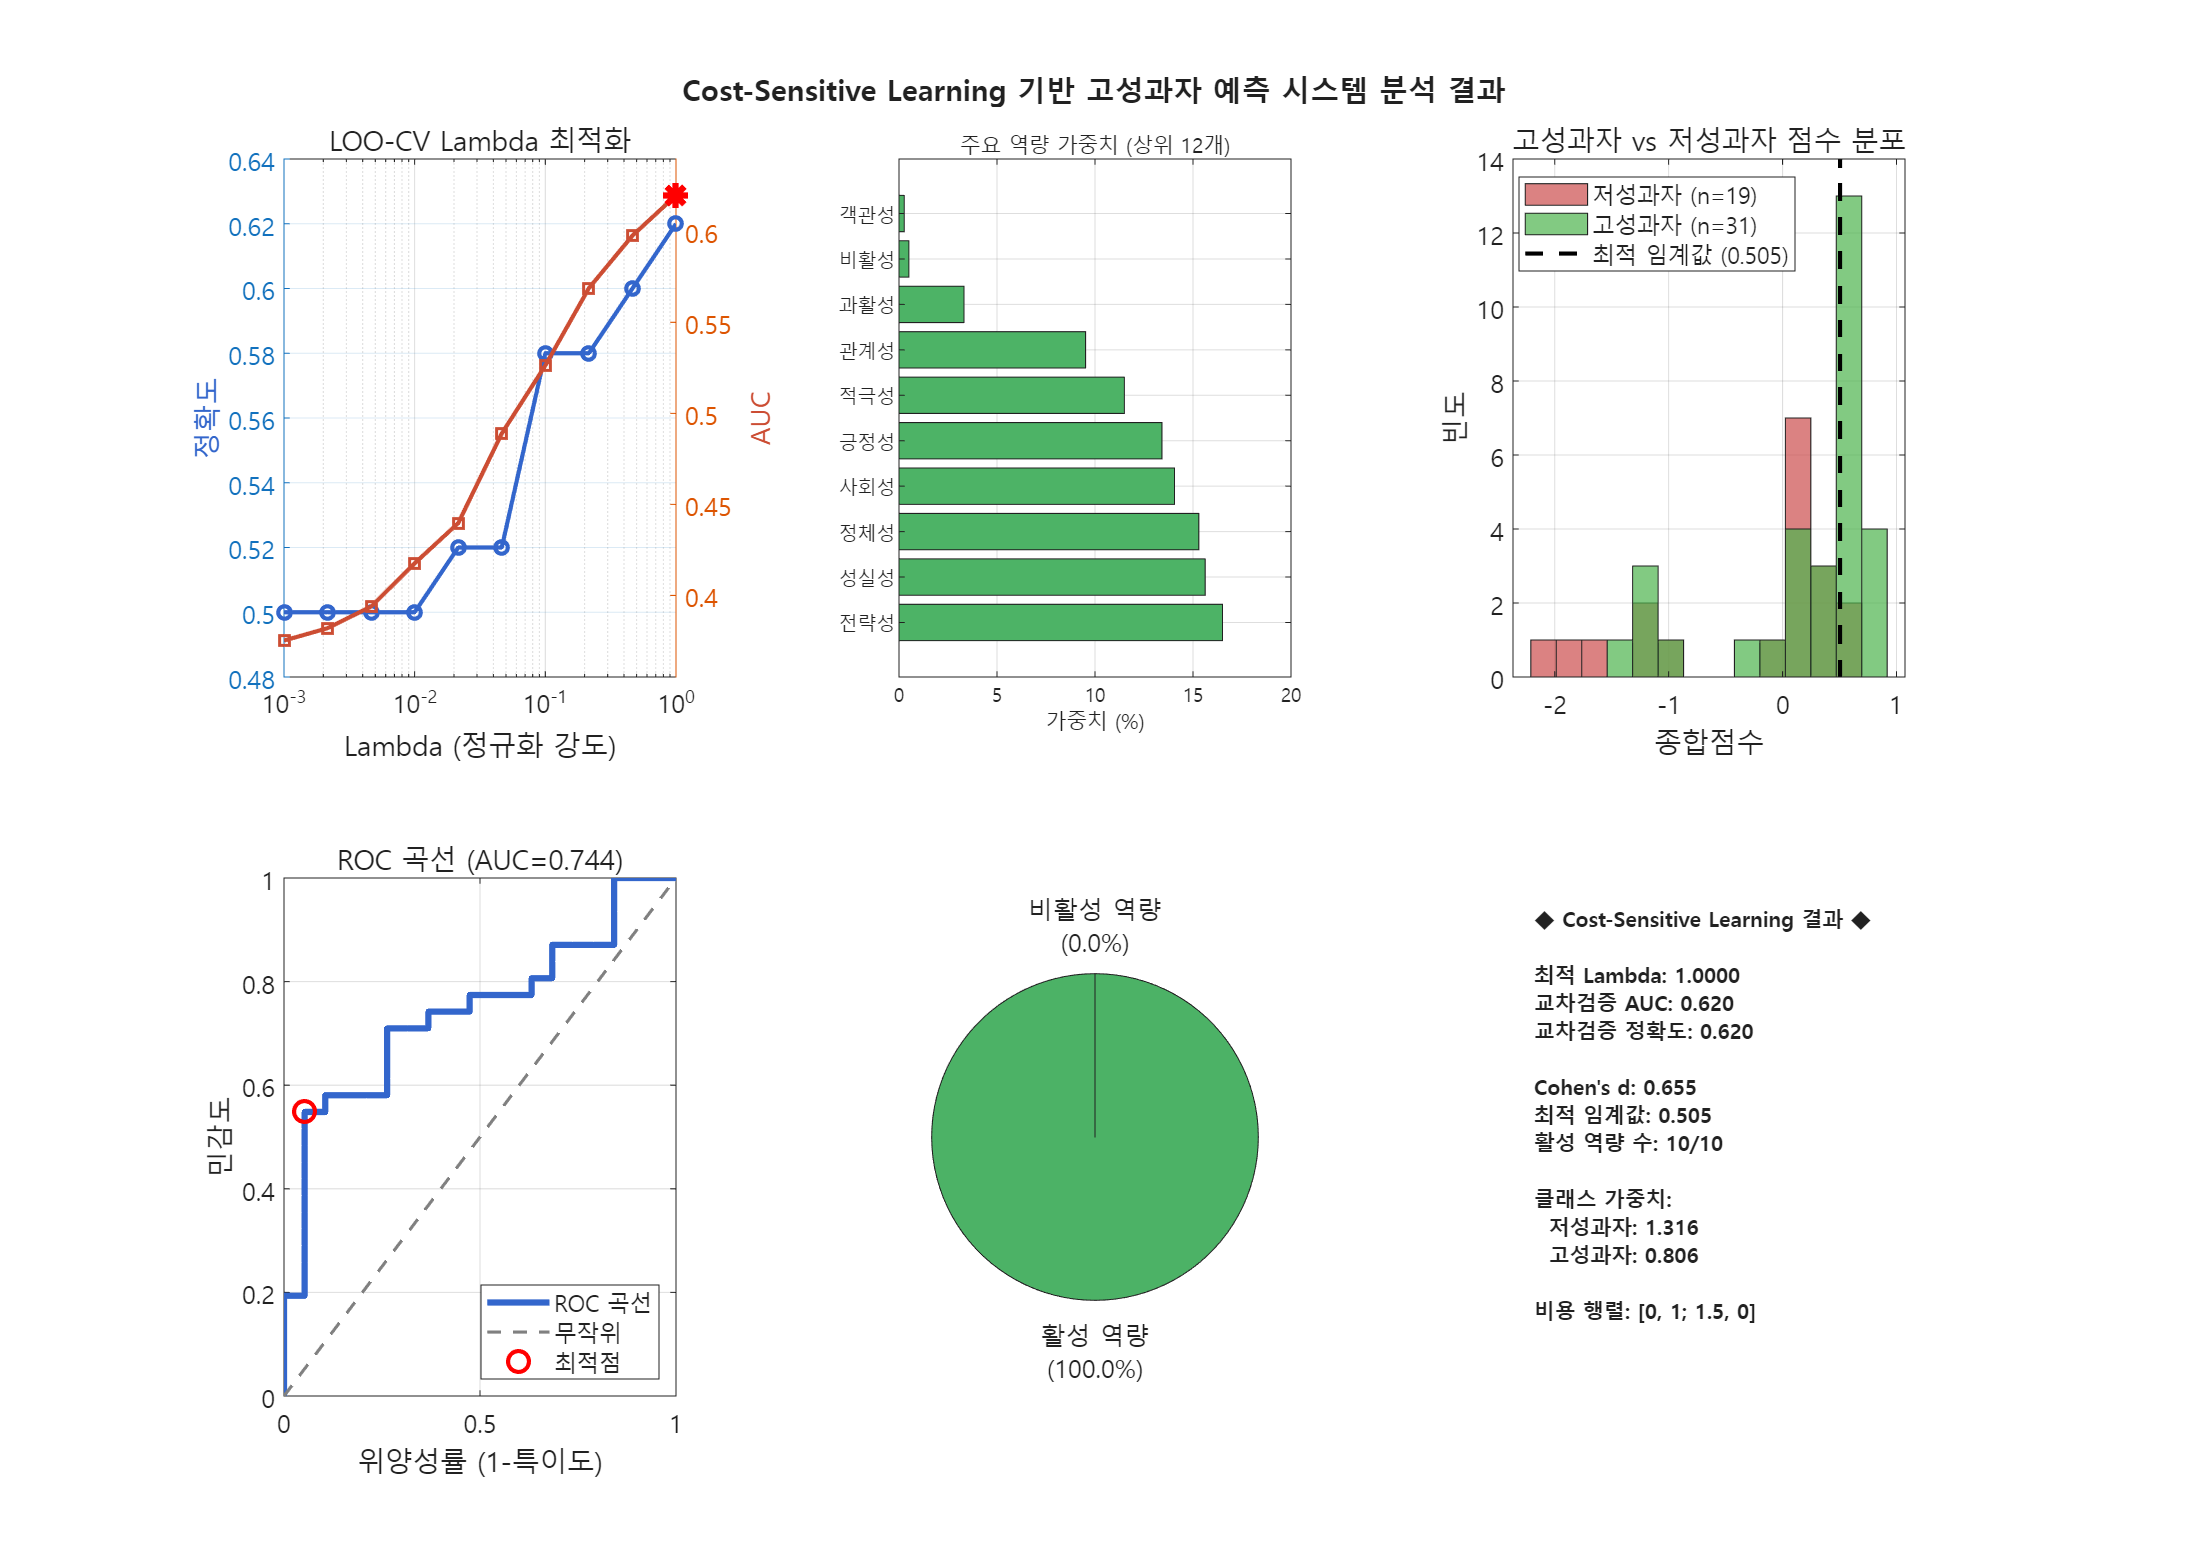 Cost-Sensitive Learning 기반 고성과자 예측 시스템 분석 결과
LOO-CV Lambda 최적화
0.64
0.62
0.6
0.58
0.56
0.54
0.52
0.5
0.48
정확도
0.6
0.55
0.5
0.45
0.4
AUC
10-3
10-2
10-1
100
Lambda (정규화 강도)
주요 역량 가중치 (상위 12개)
객관성
비활성
과활성
관계성
적극성
긍정성
사회성
정체성
성실성
전략성
0
5
10
15
20
가중치 (%)
고성과자 vs 저성과자 점수 분포
14
12
10
8
6
4
2
0
빈도
저성과자 (n=19)
고성과자 (n=31)
최적 임계값 (0.505)
-2
-1
0
1
종합점수
ROC 곡선 (AUC=0.744)
1
0.8
0.6
0.4
0.2
0
민감도
ROC 곡선
무작위
최적점
0
0.5
1
위양성률 (1-특이도)
비활성 역량
(0.0%)
활성 역량
(100.0%)
◆ Cost-Sensitive Learning 결과 ◆
최적 Lambda: 1.0000
교차검증 AUC: 0.620
교차검증 정확도: 0.620
Cohen's d: 0.655
최적 임계값: 0.505
활성 역량 수: 10/10
클래스 가중치:
저성과자: 1.316
고성과자: 0.806
비용 행렬: [0, 1; 1.5, 0]